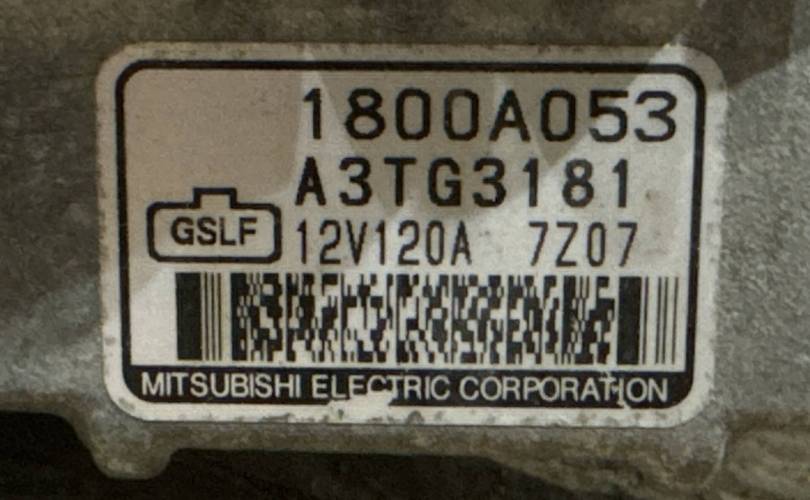 1800A053
A3TG3181
GSLF 12V120A 7Z07
MITSUBISHI ELECTRIC CORPORATION